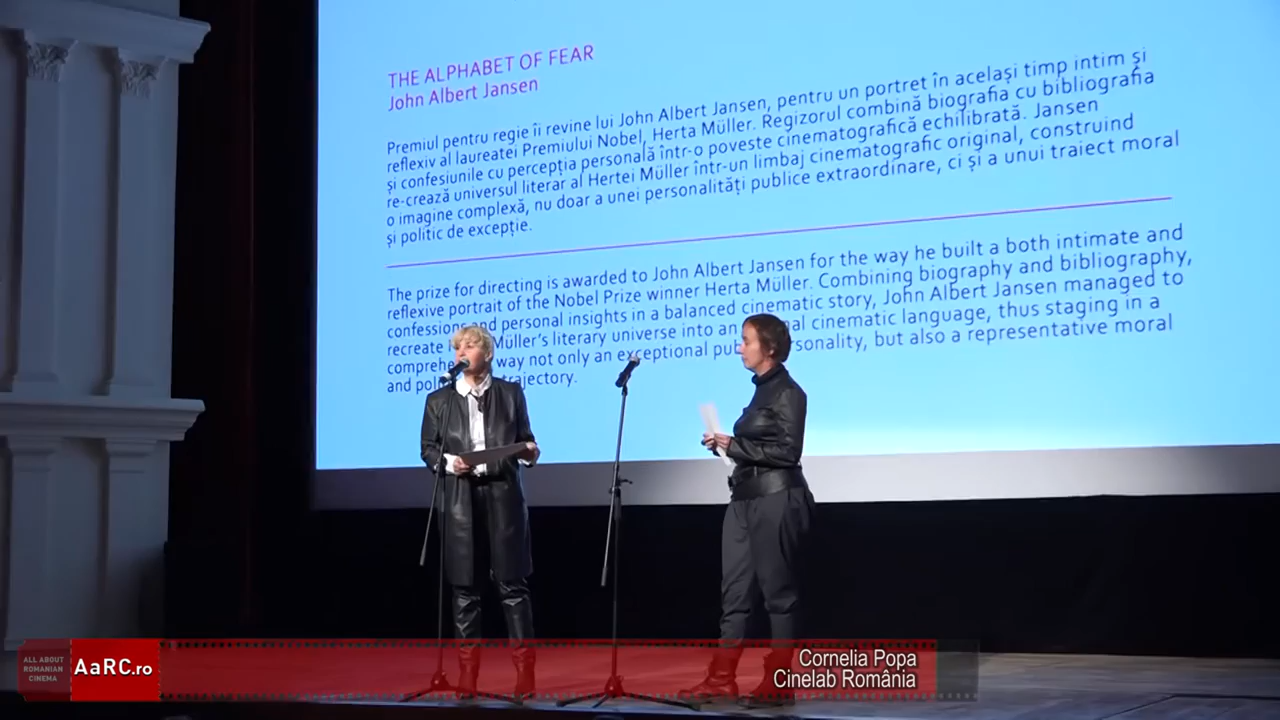 THE ALPHABET OF FEAR
John Albert Jansen
Premiul pentru regie îi revine lui John Albert Jansen, pentru un portret în același timp intim și
reflexiv al laureatei Premiului Nobel, Herta Müller. Regizorul combină biografia cu bibliografia
și confesiunile cu percepția personală într-o poveste cinematografică echilibrată. Jansen
re-crează universul literar al Hertei Müller într-un limbaj cinematografic original, construind
o imagine complexă, nu doar a unei personalități publice extraordinare, ci și a unui traiect moral
și politic de excepție.
The prize for directing is awarded to John Albert Jansen for the way he built a both intimate and
reflexive portrait of the Nobel Prize winner Herta Müller. Combining biography and bibliography,
confessions and personal insights in a balanced cinematic story, John Albert Jansen managed to
recreate Müller's literary universe into an cinematic language, thus staging in a
way not only an exceptional personality, but also a representative moral
and trajectory.
ALL ABOUT
ROMANIAN
CINEMA
AaRC.ro
Cornelia Popa
Cinelab România